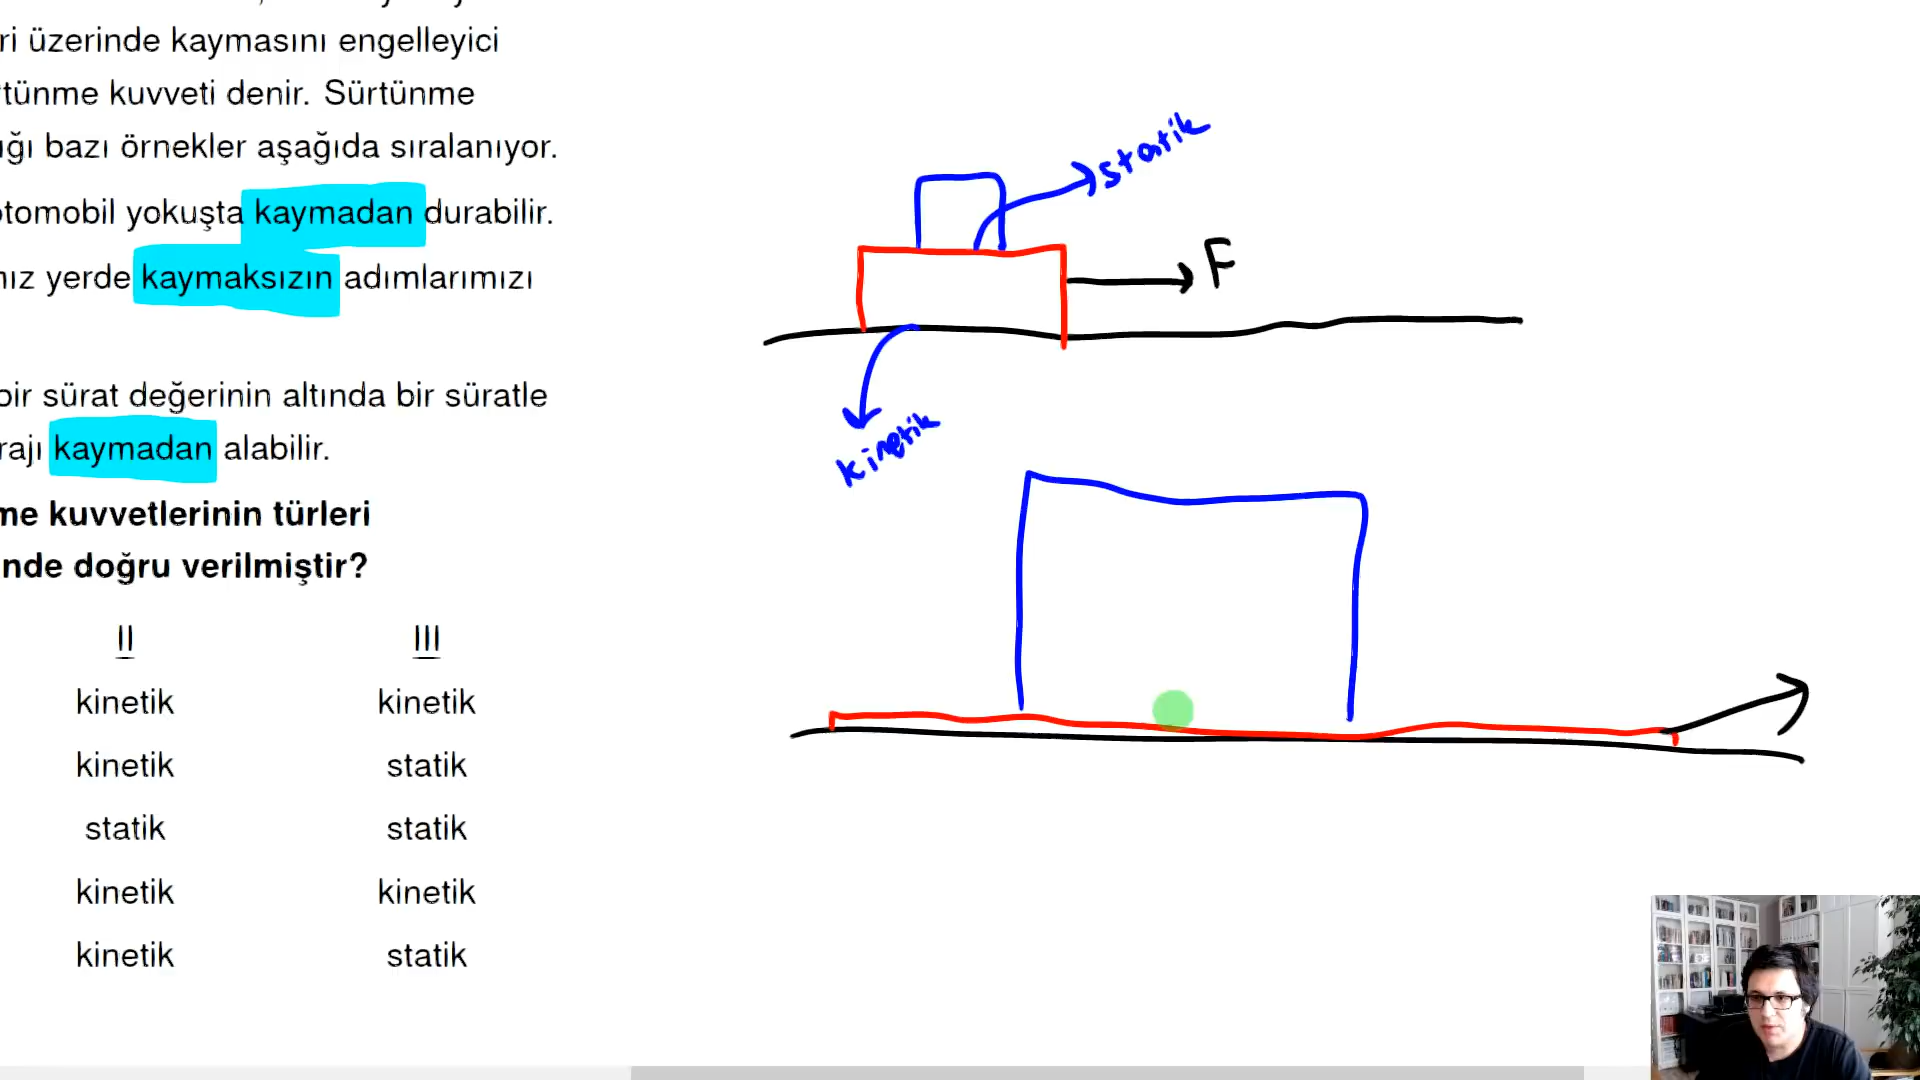 ri üzerinde kaymasını engelleyici
tünme kuvveti denir. Sürtünme
ığı bazı örnekler aşağıda sıralanıyor.
otomobil yokuşta kaymadan durabilir.
ız yerde kaymaksızın adımlarımızı
bir sürat değerinin altında bir süratle
rajı kaymadan alabilir.
me kuvvetlerinin türleri
nde doğru verilmiştir?
II III
kinetik kinetik
kinetik statik
statik statik
kinetik kinetik
kinetik statik
statik
F
kinetik